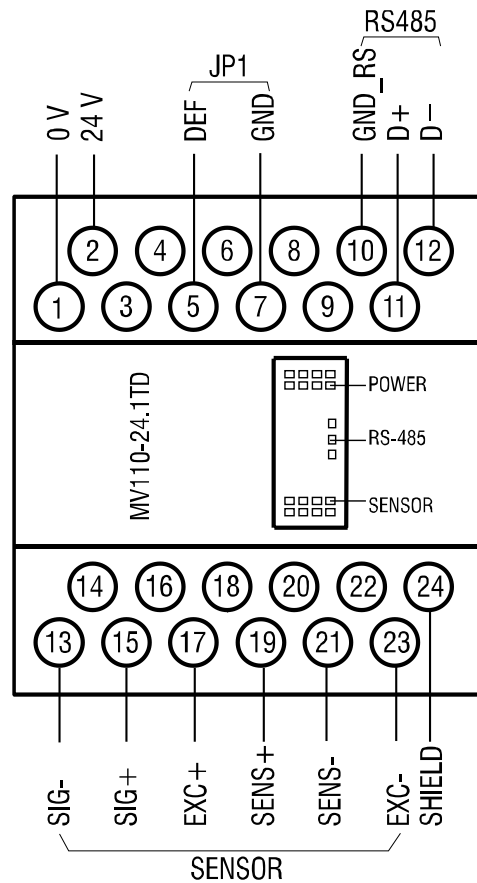 RS485
JP1
0 V
24 V
DEF
GND
GND_RS
D+
D−
2
4
6
8
10
12
1
3
5
7
9
11
MV110-24.1TD
POWER
RS-485
SENSOR
14
16
18
20
22
24
13
15
17
19
21
23
SIG-
SIG+
EXC+
SENS+
SENS-
EXC-
SHIELD
SENSOR